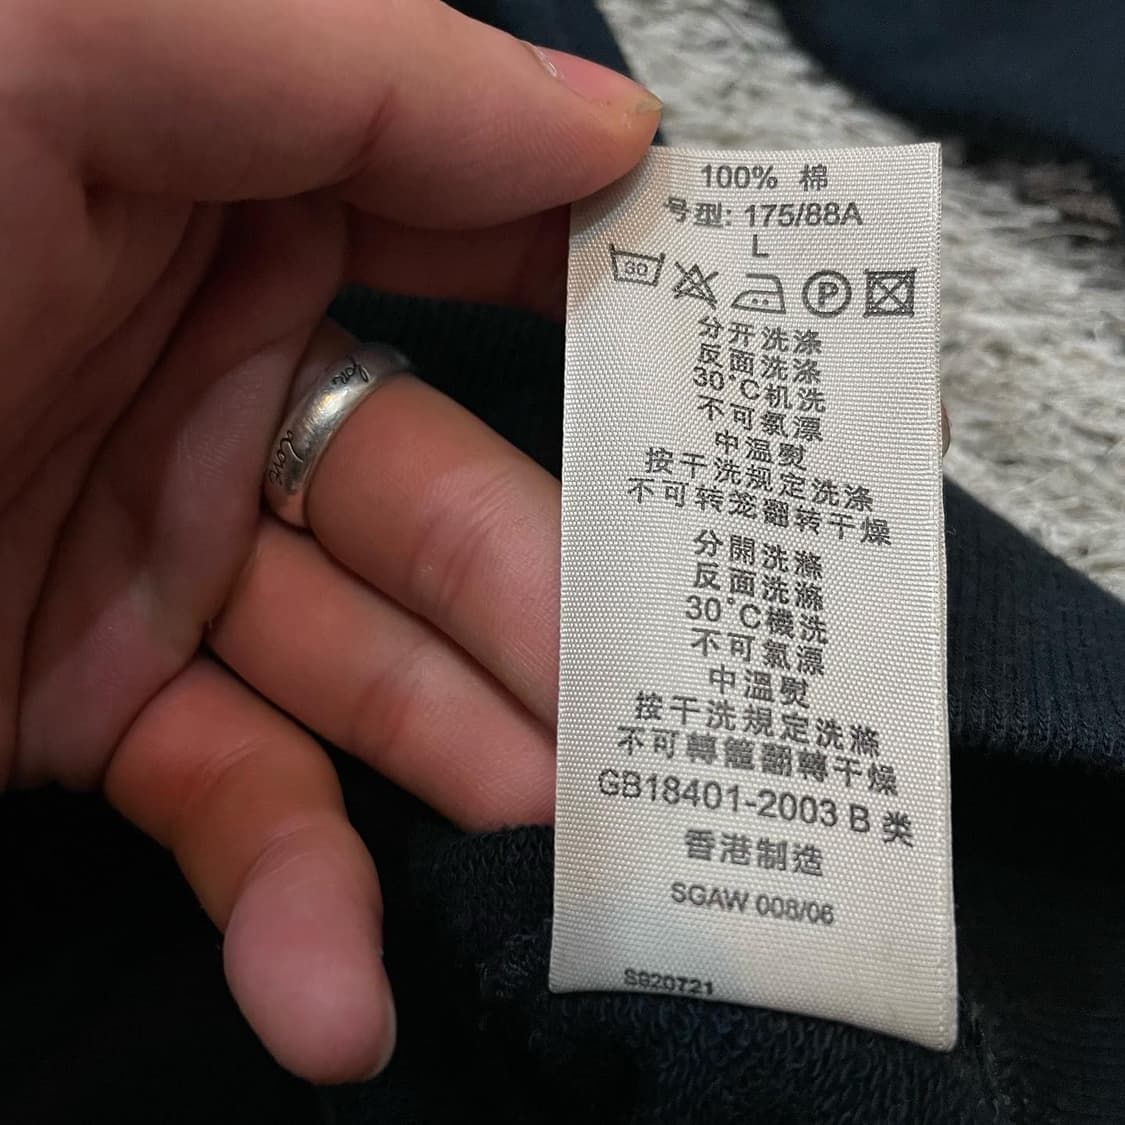 100% 棉
号型: 175/88A
L
30 P
分开洗涤
反面洗涤
30°C机洗
不可氯漂
中温熨
按干洗规定洗涤
不可转笼翻转干燥
分開洗滌
反面洗滌
30°C機洗
不可氯漂
中溫熨
按干洗規定洗滌
不可轉籠翻轉干燥
GB18401-2003 B 类
香港制造
SGAW 008/06
S920721
for
Love